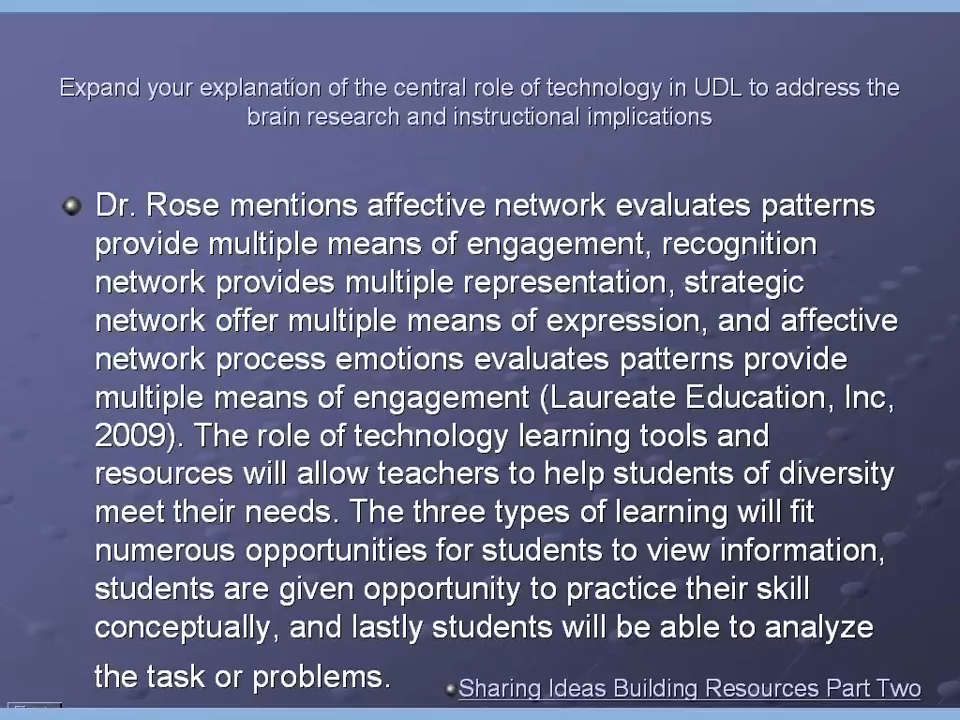 Expand your explanation of the central role of technology in UDL to address the
brain research and instructional implications
Dr. Rose mentions affective network evaluates patterns
provide multiple means of engagement, recognition
network provides multiple representation, strategic
network offer multiple means of expression, and affective
network process emotions evaluates patterns provide
multiple means of engagement (Laureate Education, Inc,
2009). The role of technology learning tools and
resources will allow teachers to help students of diversity
meet their needs. The three types of learning will fit
numerous opportunities for students to view information,
students are given opportunity to practice their skill
conceptually, and lastly students will be able to analyze
the task or problems.
Sharing Ideas Building Resources Part Two